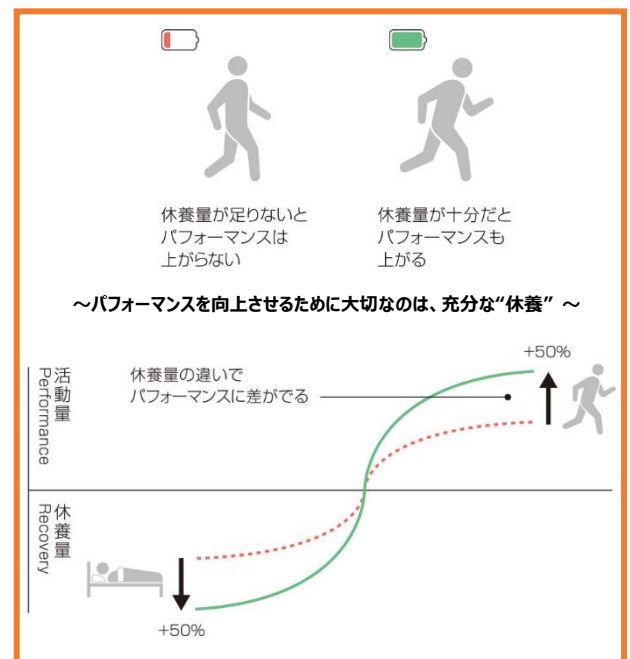 休養量が足りないと
パフォーマンスは
上がらない
休養量が十分だと
パフォーマンスも
上がる
～パフォーマンスを向上させるために大切なのは、充分な“休養” ～
+50%
活動量
Performance
休養量の違いで
パフォーマンスに差がでる
休養量
Recovery
+50%